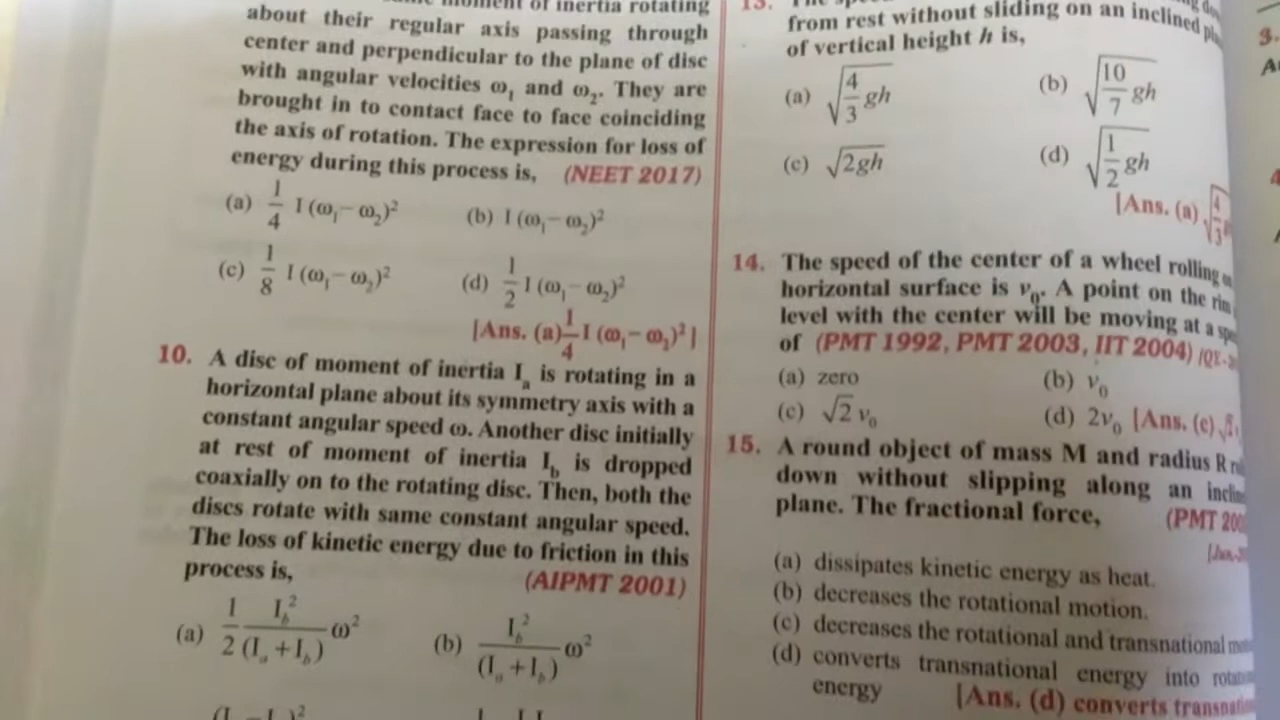 moment of inertia rotating
about their regular axis passing through
center and perpendicular to the plane of disc
with angular velocities ω₁ and ω₂. They are
brought in to contact face to face coinciding
the axis of rotation. The expression for loss of
energy during this process is, (NEET 2017)
(a) 1/4 I (ω₁– ω₂)² (b) I (ω₁– ω₂)²
(c) 1/8 I (ω₁– ω₂)² (d) 1/2 I (ω₁– ω₂)²
[Ans. (a) 1/4 I (ω₁– ω₂)² ]
10. A disc of moment of inertia Iₐ is rotating in a
horizontal plane about its symmetry axis with a
constant angular speed ω. Another disc initially
at rest of moment of inertia I_b is dropped
coaxially on to the rotating disc. Then, both the
discs rotate with same constant angular speed.
The loss of kinetic energy due to friction in this
process is, (AIPMT 2001)
(a) 1/2 I_b²/(Iₐ +I_b) ω² (b) I_b²/(Iₐ +I_b) ω²
13.
from rest without sliding on an inclined
of vertical height h is,
(a) √(4/3 gh) (b) √(10/7 gh)
(c) √2gh (d) √(1/2 gh)
[Ans. (a) √(4/3
14. The speed of the center of a wheel rolling
horizontal surface is v₀. A point on the rim
level with the center will be moving at a
of (PMT 1992, PMT 2003, IIT 2004)
(a) zero (b) v₀
(c) √2 v₀ (d) 2v₀ [Ans. (c)
15. A round object of mass M and radius R
down without slipping along an
plane. The fractional force, (PMT
(a) dissipates kinetic energy as heat.
(b) decreases the rotational motion.
(c) decreases the rotational and transnational
(d) converts transnational energy into
energy [Ans. (d) converts
3.